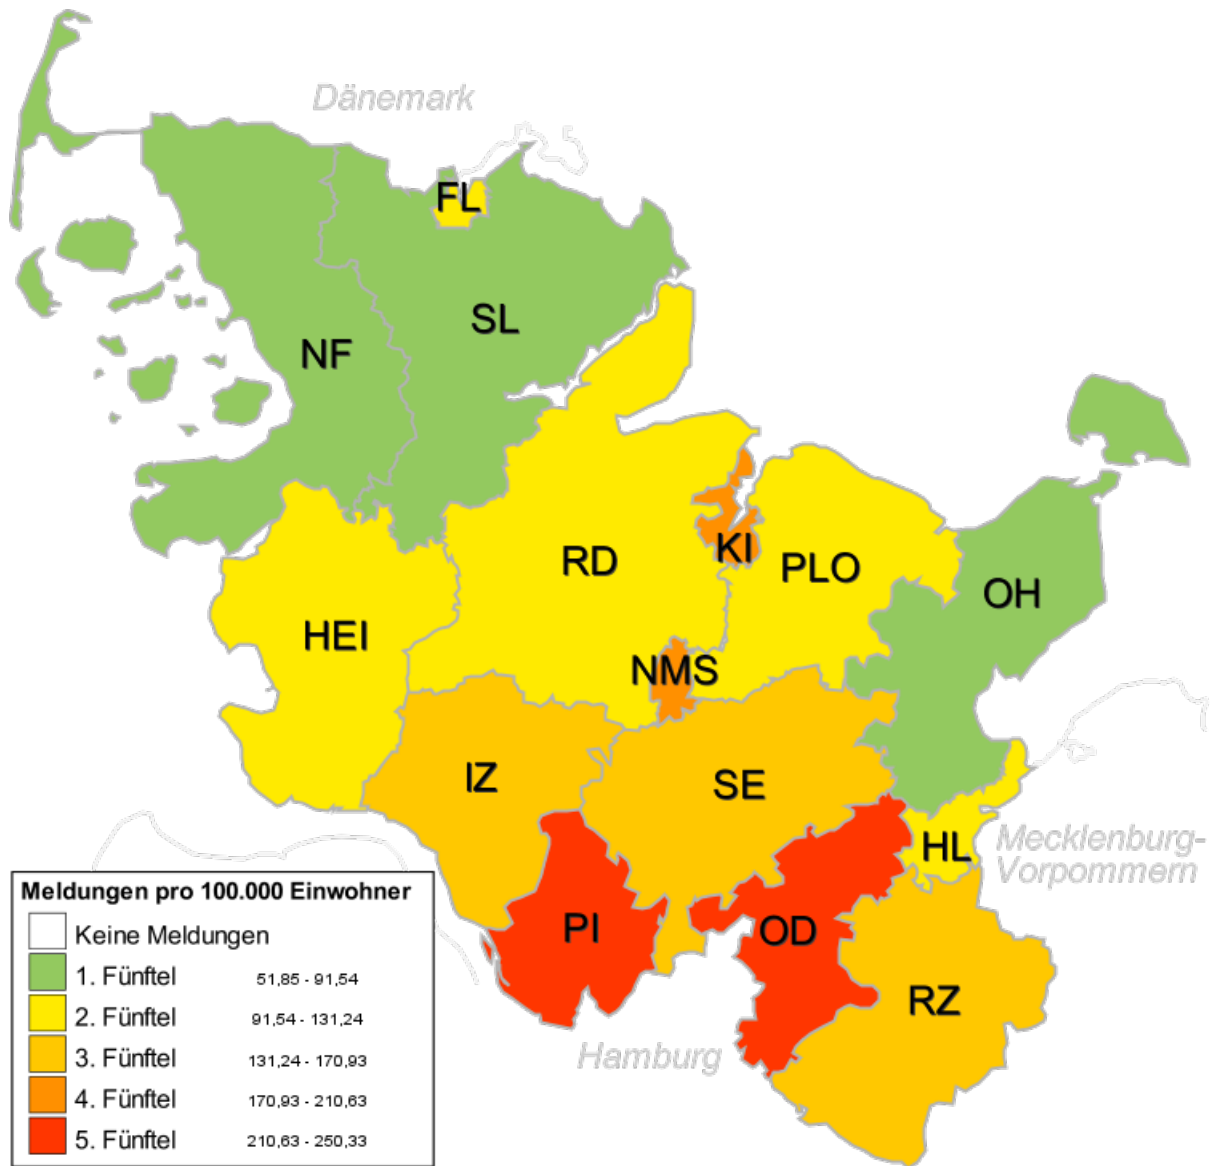 Dänemark
FL
SL
NF
RD
KI
PLO
OH
HEI
NMS
IZ
SE
HL
Mecklenburg-
Vorpommern
PI
OD
RZ
Hamburg
Meldungen pro 100.000 Einwohner
Keine Meldungen
1. Fünftel 51,85 - 91,54
2. Fünftel 91,54 - 131,24
3. Fünftel 131,24 - 170,93
4. Fünftel 170,93 - 210,63
5. Fünftel 210,63 - 250,33